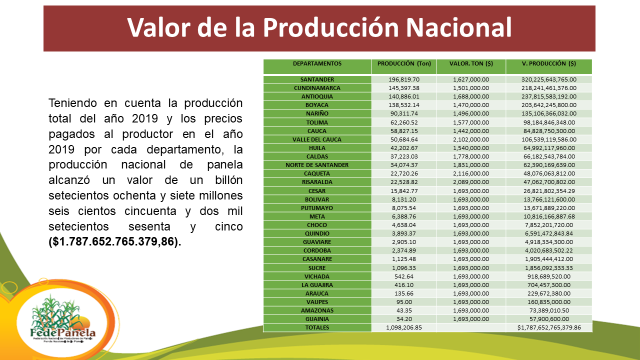 Valor de la Producción Nacional
Teniendo en cuenta la producción
total del año 2019 y los precios
pagados al productor en el año
2019 por cada departamento, la
producción nacional de panela
alcanzó un valor de un billón
setecientos ochenta y siete millones
seis cientos cincuenta y dos mil
setecientos sesenta y cinco
($1.787.652.765.379,86).
DEPARTAMENTOS PRODUCCIÓN (Ton) VALOR. TON ($) V. PRODUCCIÓN ($)
SANTANDER 196,819.70 1,627,000.00 320,225,643,765.00
CUNDINAMARCA 145,397.38 1,501,000.00 218,241,461,376.00
ANTIOQUIA 140,886.01 1,688,000.00 237,815,583,192.00
BOYACA 138,532.14 1,470,000.00 203,642,245,800.00
NARIÑO 90,311.74 1,496,000.00 135,106,366,032.00
TOLIMA 62,260.52 1,577,000.00 98,184,846,348.00
CAUCA 58,827.15 1,442,000.00 84,828,750,300.00
VALLE DEL CAUCA 50,684.64 2,102,000.00 106,539,119,586.00
HUILA 42,202.67 1,540,000.00 64,992,117,960.00
CALDAS 37,223.03 1,778,000.00 66,182,543,784.00
NORTE DE SANTANDER 34,074.37 1,831,000.00 62,390,169,639.00
CAQUETA 22,720.26 2,116,000.00 48,076,063,812.00
RISARALDA 22,528.82 2,089,000.00 47,062,700,802.00
CESAR 15,842.77 1,693,000.00 26,821,802,354.29
BOLIVAR 8,131.20 1,693,000.00 13,766,121,600.00
PUTUMAYO 8,075.54 1,693,000.00 13,671,889,220.00
META 6,388.76 1,693,000.00 10,816,166,887.68
CHOCO 4,638.04 1,693,000.00 7,852,201,720.00
QUINDIO 3,893.37 1,693,000.00 6,591,472,843.84
GUAVIARE 2,905.10 1,693,000.00 4,918,334,300.00
CORDOBA 2,374.89 1,693,000.00 4,020,683,502.22
CASANARE 1,125.48 1,693,000.00 1,905,444,412.00
SUCRE 1,096.33 1,693,000.00 1,856,092,333.33
VICHADA 542.64 1,693,000.00 918,689,520.00
LA GUAJIRA 416.10 1,693,000.00 704,457,300.00
ARAUCA 135.66 1,693,000.00 229,672,380.00
VAUPES 95.00 1,693,000.00 160,835,000.00
AMAZONAS 43.35 1,693,000.00 73,389,010.50
GUAINIA 34.20 1,693,000.00 57,900,600.00
TOTALES 1,098,206.85 $1,787,652,765,379.86
FedePanela